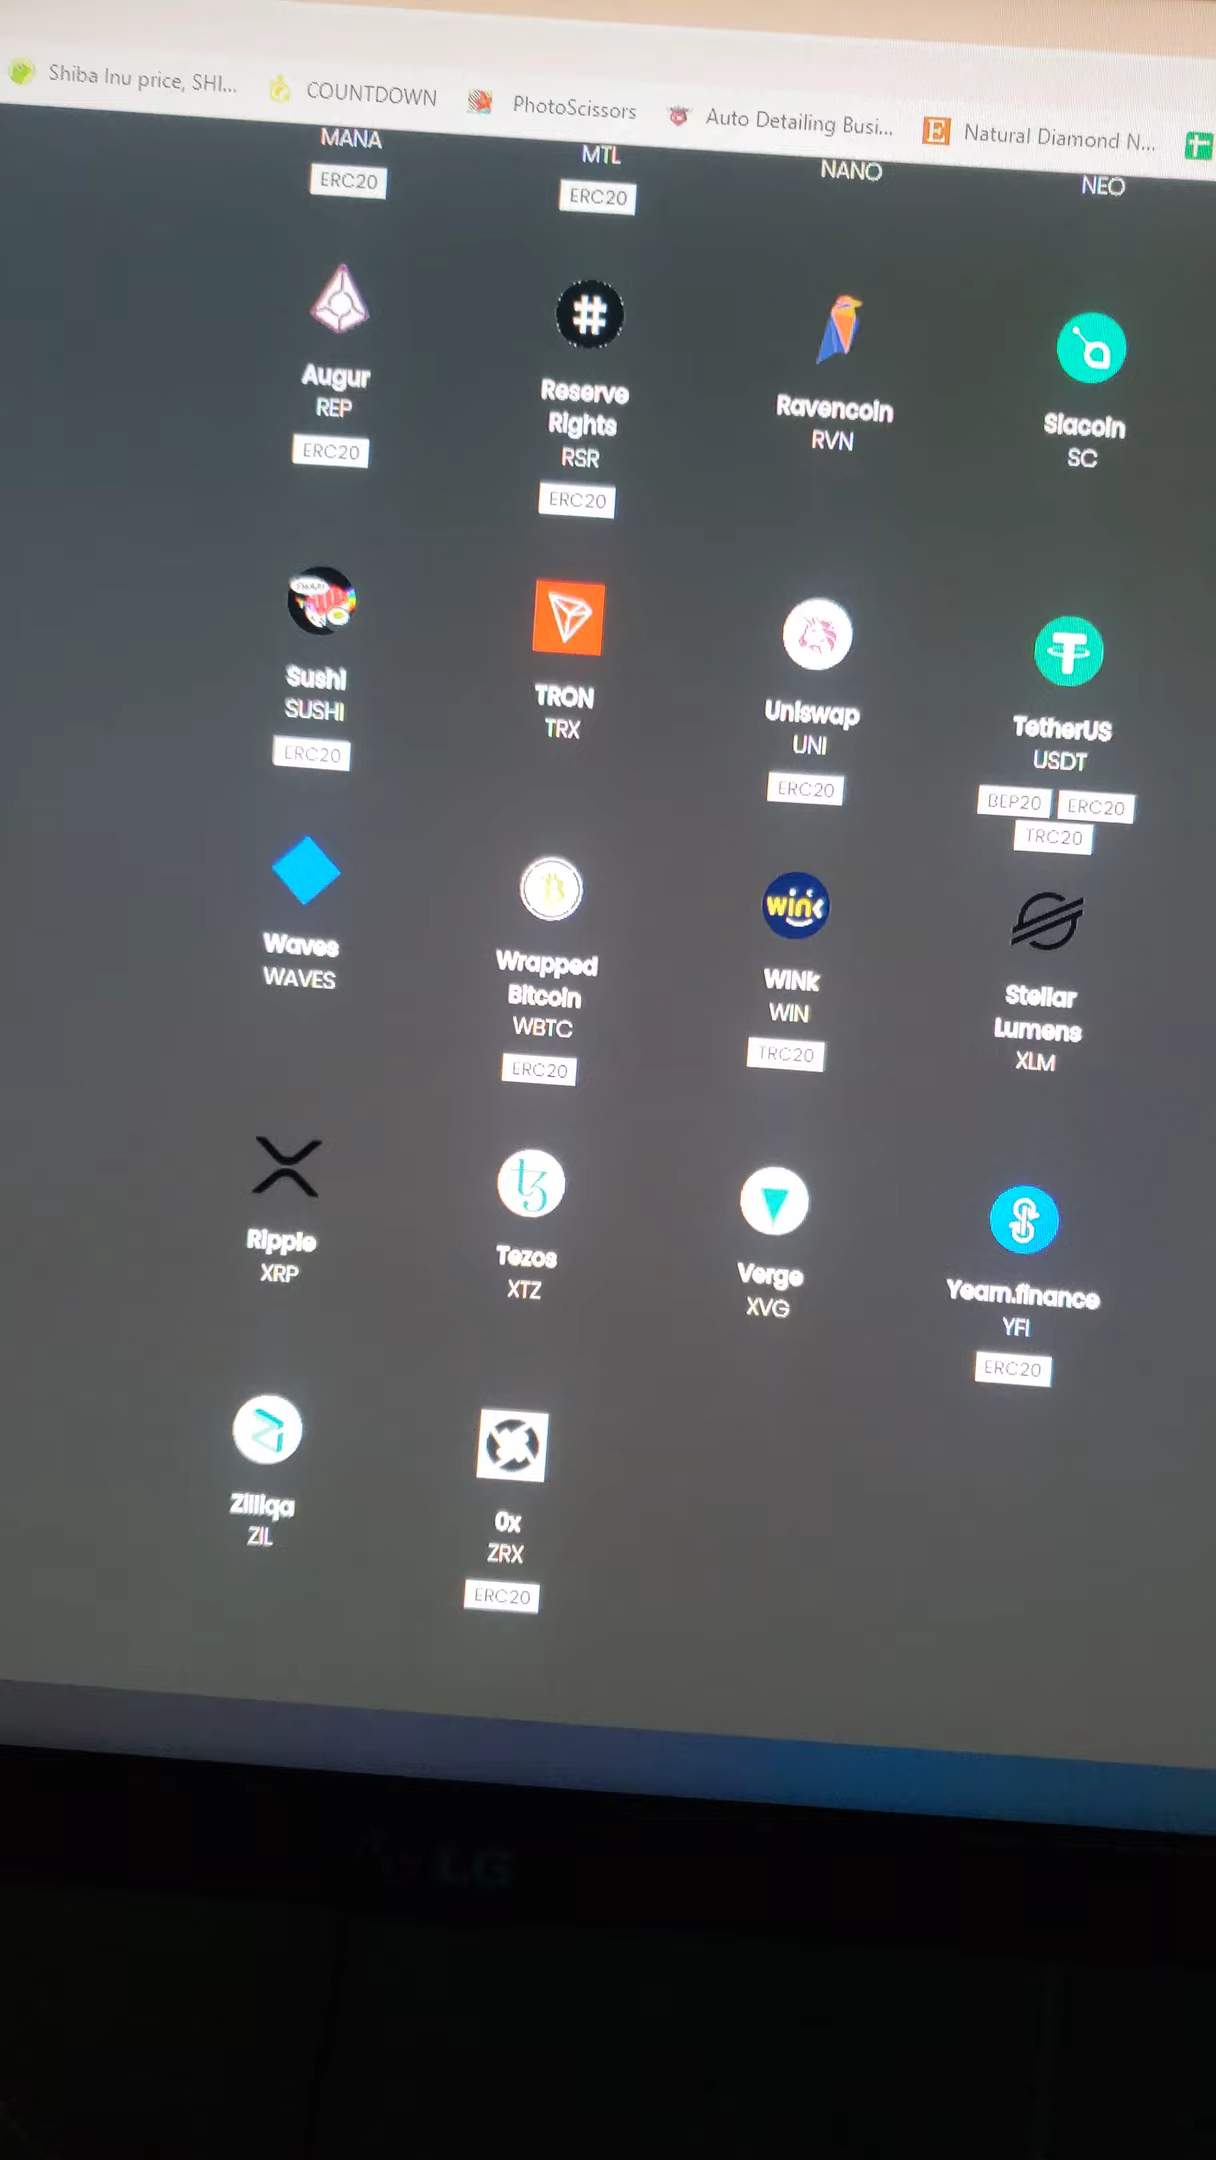 Shiba Inu price, SHI...
COUNTDOWN
PhotoScissors
Auto Detailing Busi...
Natural Diamond N...
MANA
MTL
NANO
NEO
ERC20
ERC20
Augur
Reserve
Rights
Ravencoin
Siacoin
REP
RSR
RVN
SC
ERC20
ERC20
Sushi
TRON
Uniswap
TetherUS
SUSHI
TRX
UNI
USDT
ERC20
ERC20
BEP20 ERC20
TRC20
Waves
Wrapped
Bitcoin
WINk
Stellar
Lumens
WAVES
WBTC
WIN
XLM
ERC20
TRC20
Ripple
Tezos
Verge
Yearn.finance
XRP
XTZ
XVG
YFI
ERC20
Zilliqa
0x
ZIL
ZRX
ERC20
LG